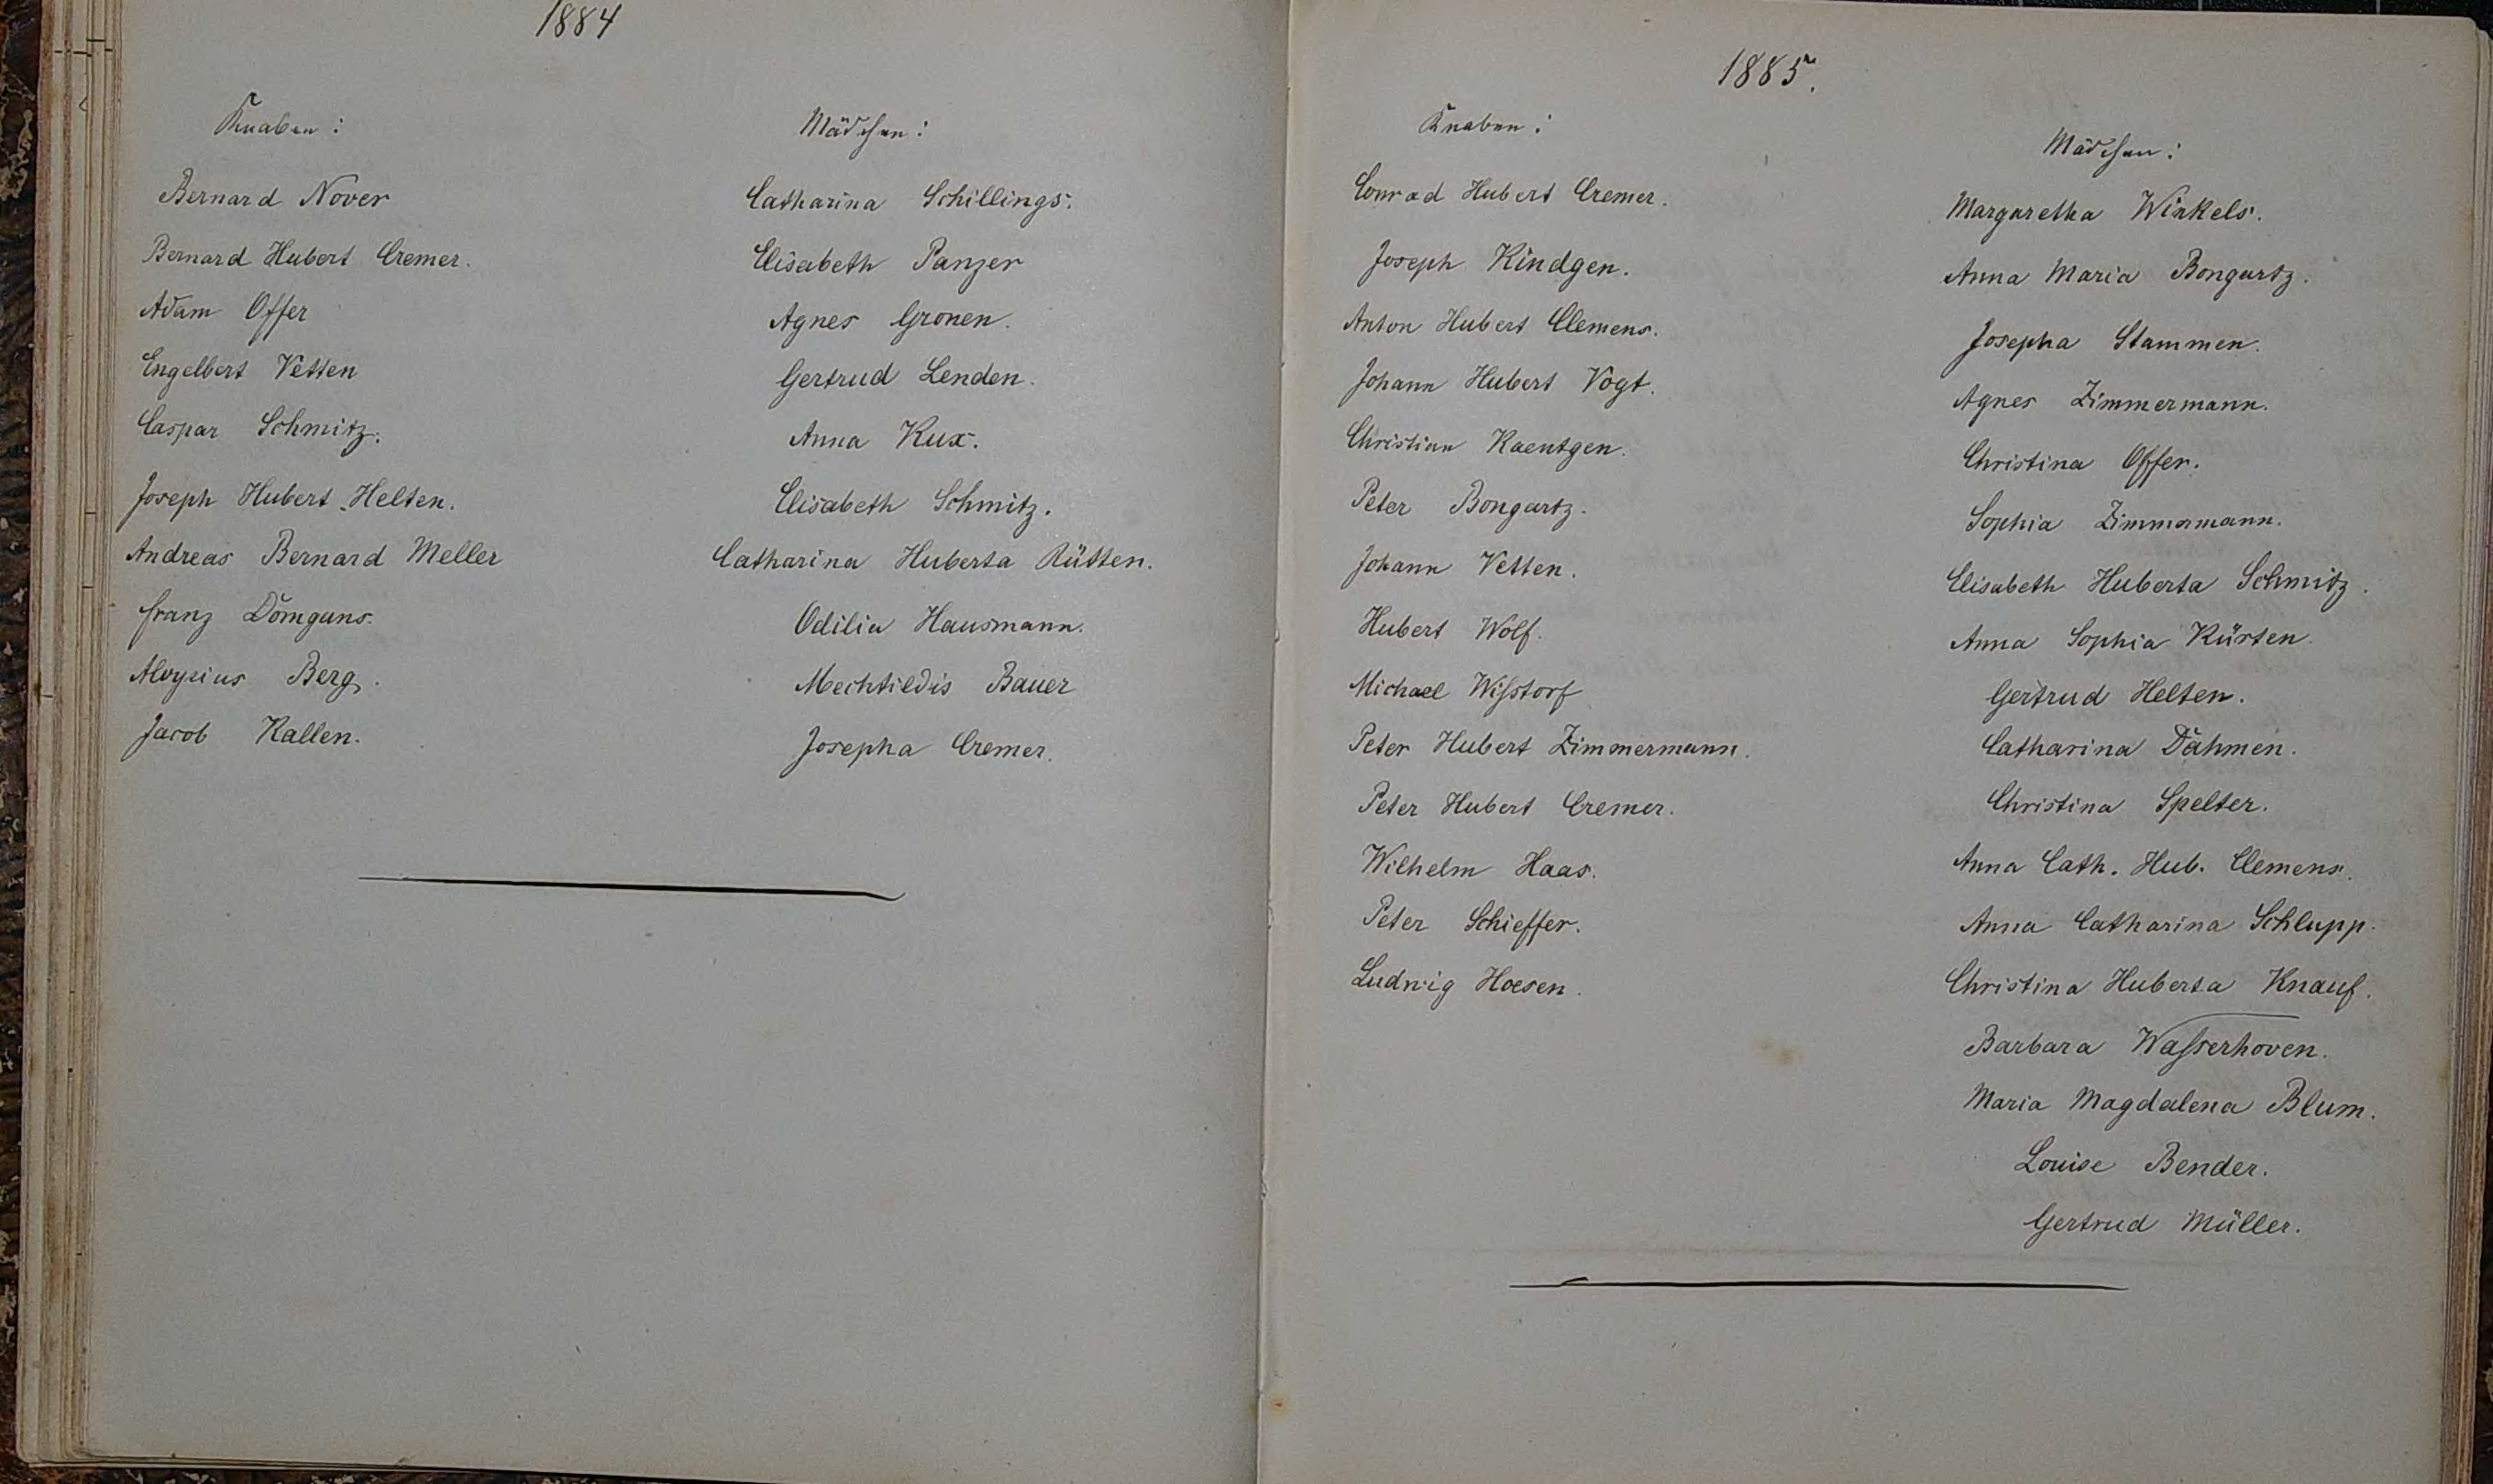 1884
Knaben:
Bernard Nover
Bernard Hubert Cremer.
Adam Offer
Engelbert Vetten
Caspar Schmitz.
Joseph Hubert Helten.
Andreas Bernard Meller
Franz Domgans.
Aloysius Berg.
Jacob Kallen.
Mädchen:
Catharina Schillings.
Elisabeth Panzer
Agnes Gronen.
Gertrud Lenden.
Anna Kux.
Elisabeth Schmitz.
Catharina Huberta Rütten.
Odilia Hausmann.
Mechtildis Bauer
Josepha Cremer.
1885.
Knaben:
Conrad Hubert Cremer.
Joseph Kindgen.
Anton Hubert Clemens.
Johann Hubert Vogt.
Christian Kaentgen.
Peter Bongartz.
Johann Vetten.
Hubert Wolf.
Michael Wißtorf
Peter Hubert Zimmermann.
Peter Hubert Cremer.
Wilhelm Haas.
Peter Schieffer.
Ludwig Hoesen.
Mädchen:
Margaretha Winkels.
Anna Maria Bongartz.
Josepha Stammen.
Agnes Zimmermann.
Christina Offer.
Sophia Zimmermann.
Elisabeth Huberta Schmitz.
Anna Sophia Kürten.
Gertrud Helten.
Catharina Dahmen.
Christina Spelter.
Anna Cath. Hub. Clemens.
Anna Catharina Schlupp.
Christina Huberta Knauf.
Barbara Waſserhoven.
Maria Magdalena Blum.
Louise Bender.
Gertrud Müller.